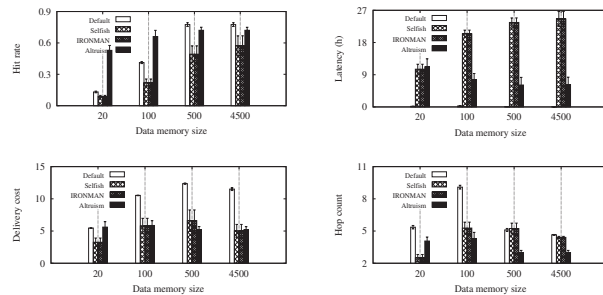 Hit rate
0.9
0.6
0.3
0
Default
Selfish
IRONMAN
Altruism
20 100 500 4500
Data memory size
Latency (h)
27
18
9
0
Default
Selfish
IRONMAN
Altruism
20 100 500 4500
Data memory size
Delivery cost
15
10
5
0
Default
Selfish
IRONMAN
Altruism
20 100 500 4500
Data memory size
Hop count
11
8
5
2
Default
Selfish
IRONMAN
Altruism
20 100 500 4500
Data memory size